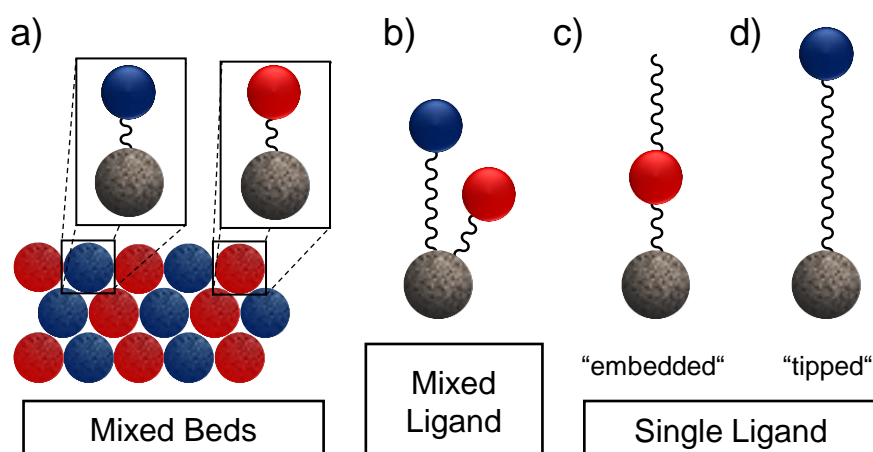 a)
b)
c)
d)
“embedded“
“tipped“
Mixed Beds
Mixed
Ligand
Single Ligand